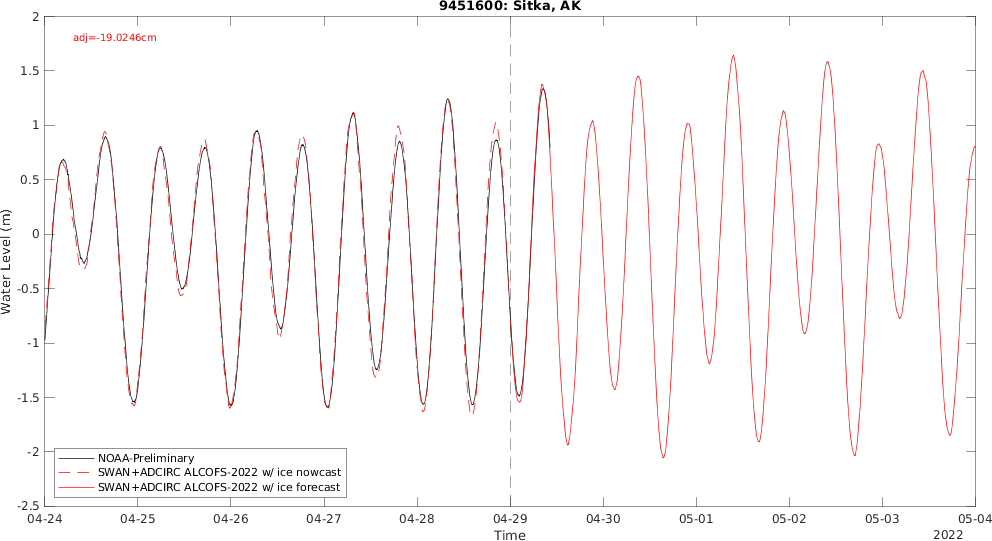 9451600: Sitka, AK
adj=-19.0246cm
2
1.5
1
0.5
0
-0.5
-1
-1.5
-2
-2.5
Water Level (m)
NOAA-Preliminary
SWAN+ADCIRC ALCOFS-2022 w/ ice nowcast
SWAN+ADCIRC ALCOFS-2022 w/ ice forecast
04-24 04-25 04-26 04-27 04-28 04-29 04-30 05-01 05-02 05-03 05-04
Time
2022